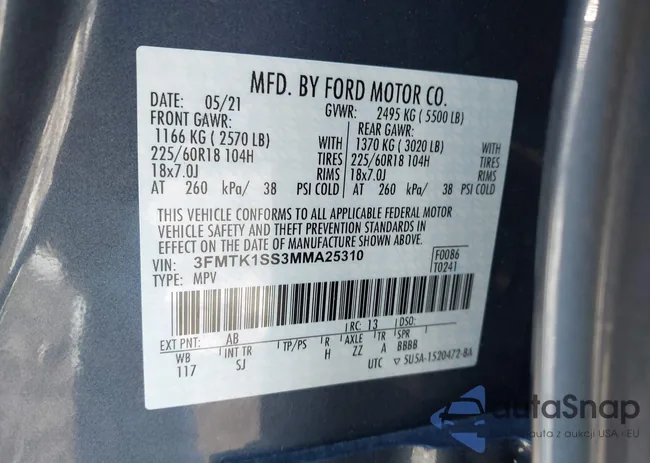 MFD. BY FORD MOTOR CO.
DATE: 05/21 GVWR: 2495 KG ( 5500 LB)
FRONT GAWR: REAR GAWR:
1166 KG ( 2570 LB) WITH 1370 KG ( 3020 LB) WITH
225/60R18 104H TIRES 225/60R18 104H TIRES
18x7.0J RIMS 18x7.0J RIMS
AT 260 kPa/ 38 PSI COLD AT 260 kPa/ 38 PSI COLD
THIS VEHICLE CONFORMS TO ALL APPLICABLE FEDERAL MOTOR
VEHICLE SAFETY AND THEFT PREVENTION STANDARDS IN
EFFECT ON THE DATE OF MANUFACTURE SHOWN ABOVE.
VIN: 3FMTK1SS3MMA25310 F0086
TYPE: MPV T0241
EXT PNT: AB RC: 13 DSO:
WB INT TR TP/PS R AXLE TR SPR
117 SJ H ZZ A BBBB
UTC ▽ 5U5A-1520472-BA
autaSnap
auta z aukcji USA - EU